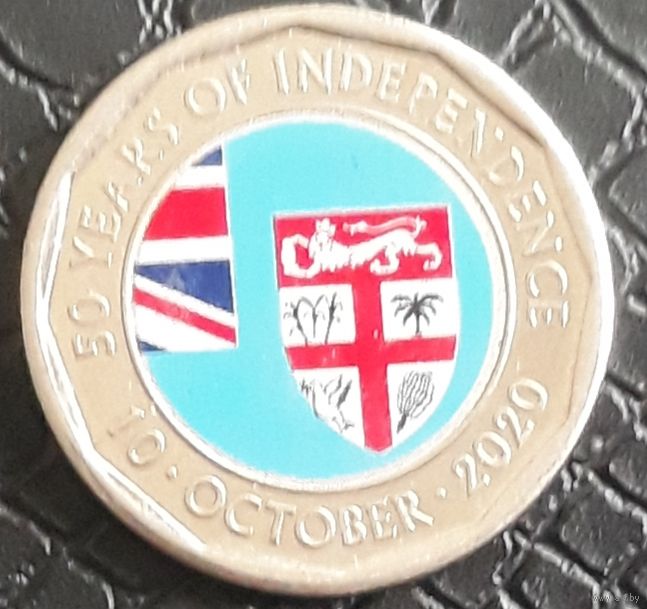 50 YEARS OF INDEPENDENCE
10 · OCTOBER · 2020